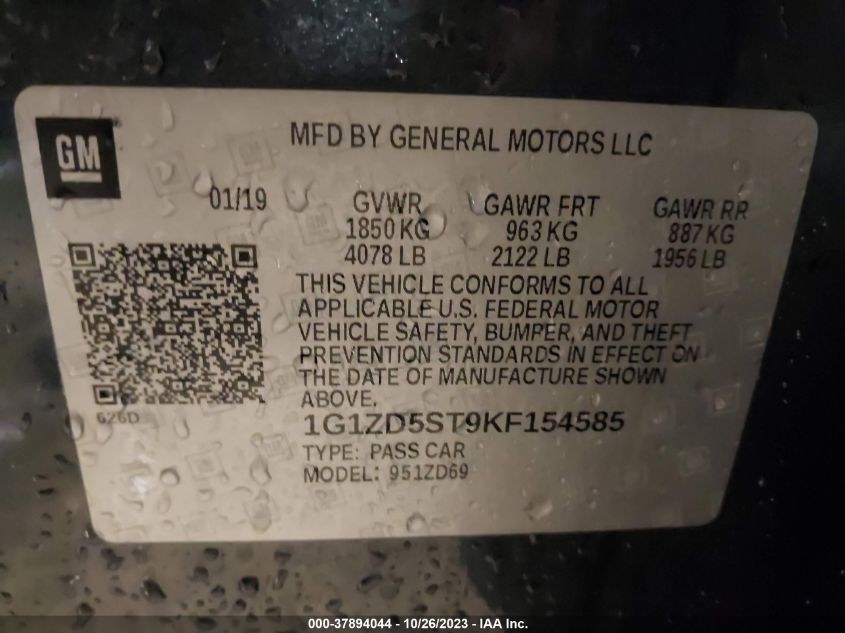 GM
MFD BY GENERAL MOTORS LLC
01/19 GVWR GAWR FRT GAWR RR
1850 KG 963 KG 887 KG
4078 LB 2122 LB 1956 LB
THIS VEHICLE CONFORMS TO ALL
APPLICABLE U.S. FEDERAL MOTOR
VEHICLE SAFETY, BUMPER, AND THEFT
PREVENTION STANDARDS IN EFFECT ON
THE DATE OF MANUFACTURE SHOWN
ABOVE.
626D
1G1ZD5ST9KF154585
TYPE: PASS CAR
MODEL: 951ZD69
000-37894044 / 10/26/2023 - IAA Inc.